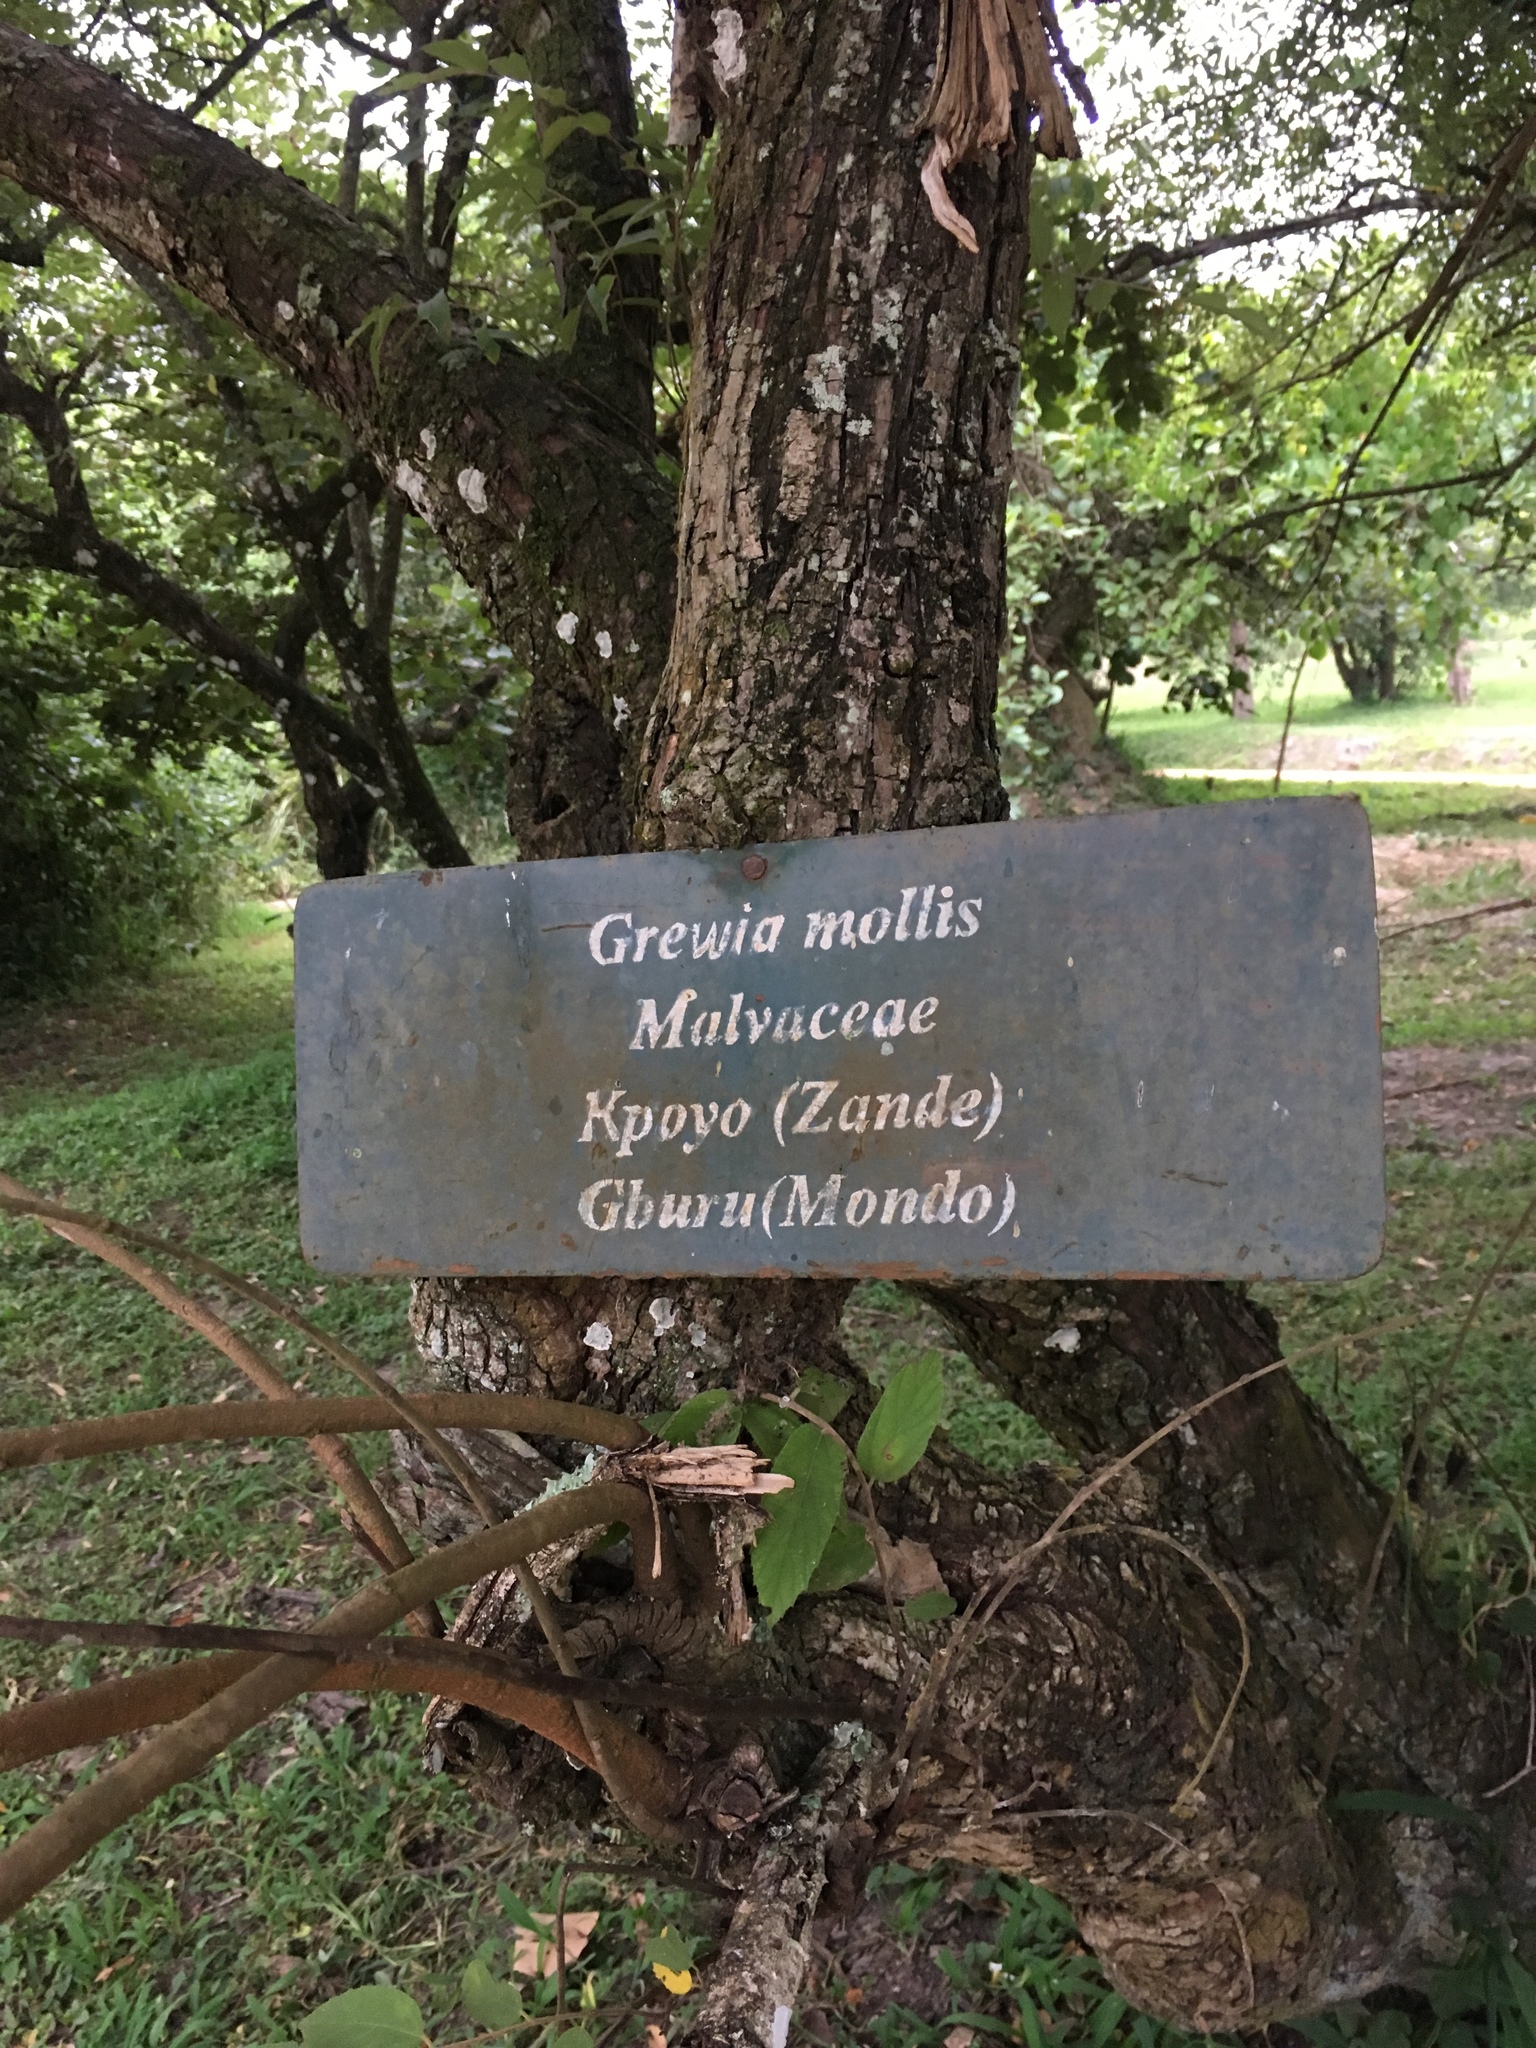 Grewia mollis
Malvaceae
Kpoyo (Zande)
Gburu(Mondo)